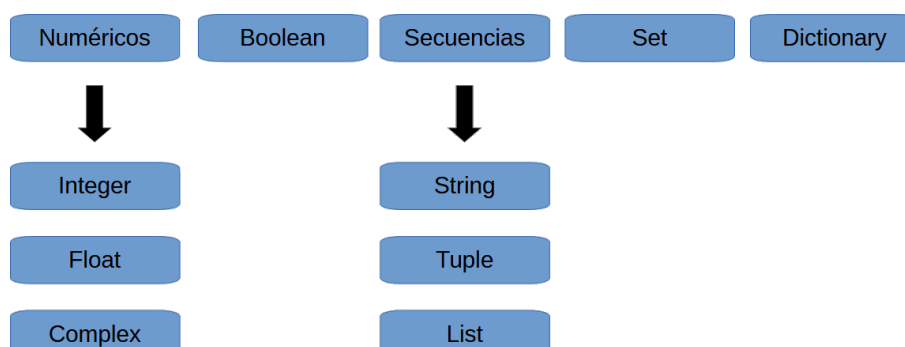 Numéricos
Boolean
Secuencias
Set
Dictionary
Integer
String
Float
Tuple
Complex
List